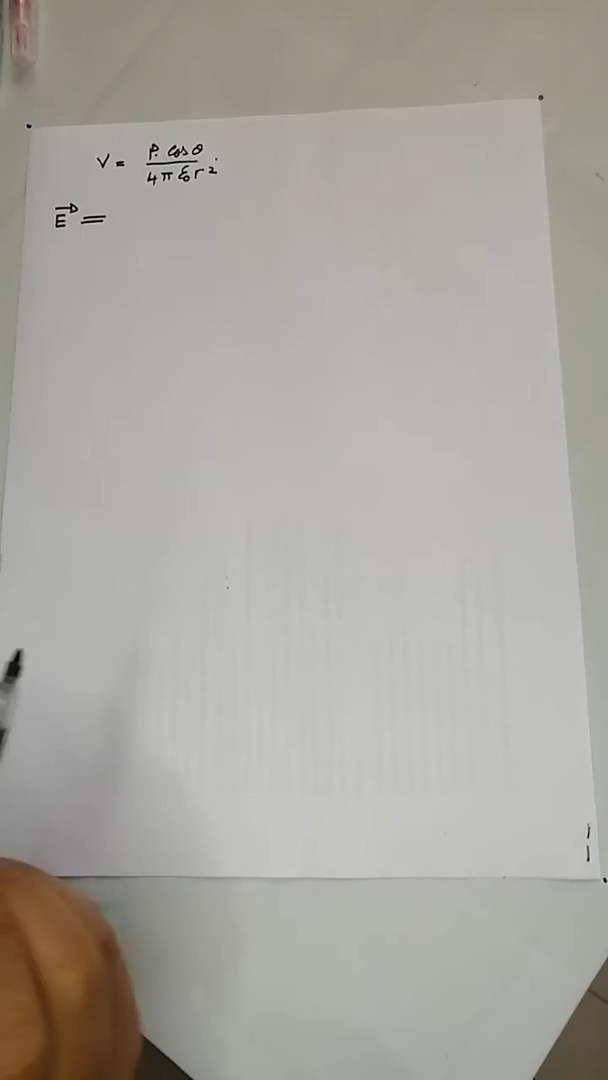 V = P. cosθ / 4πε₀r²
E⃗ =